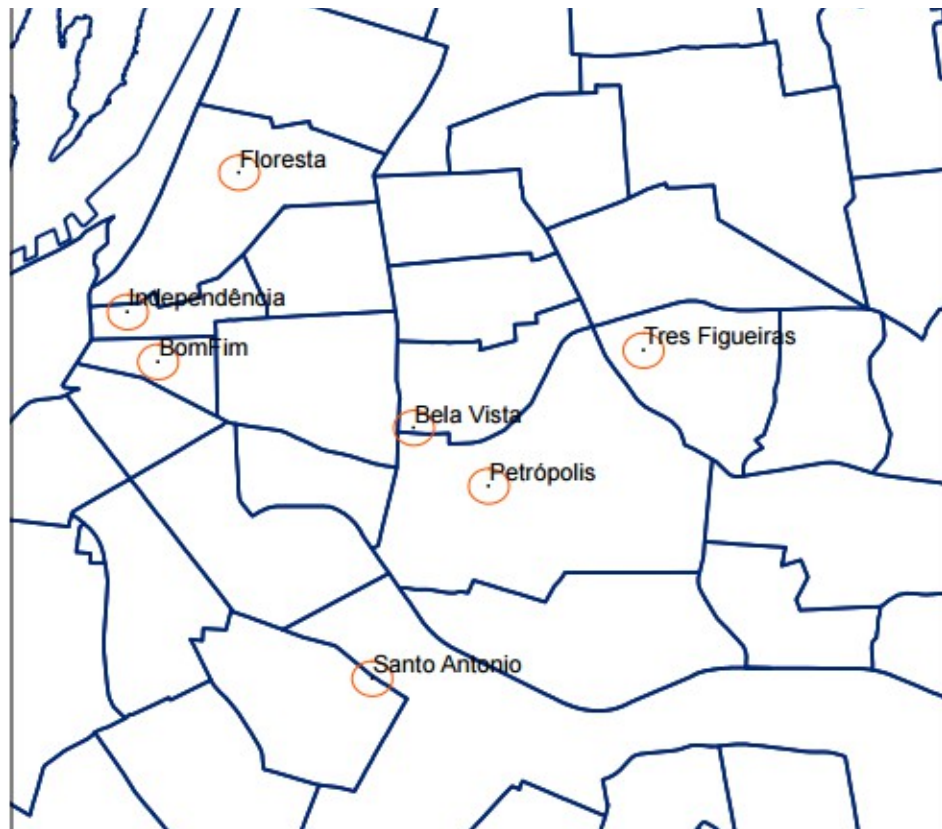 Floresta
Independência
BomFim
Tres Figueiras
Bela Vista
Petrópolis
Santo Antonio